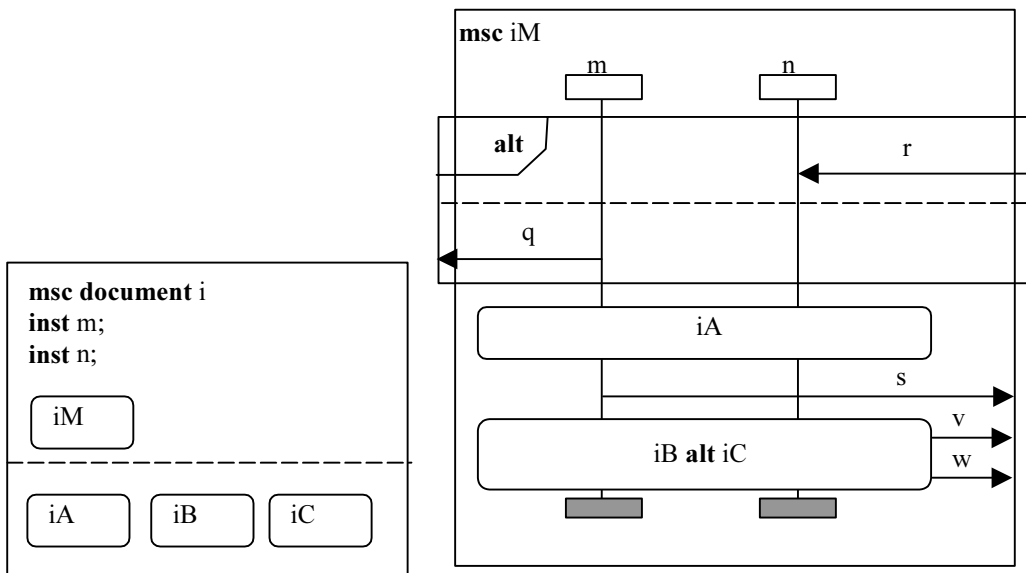 msc iM
m n
alt
r
q
iA
s
v
iB alt iC
w
msc document i
inst m;
inst n;
iM
iA iB iC